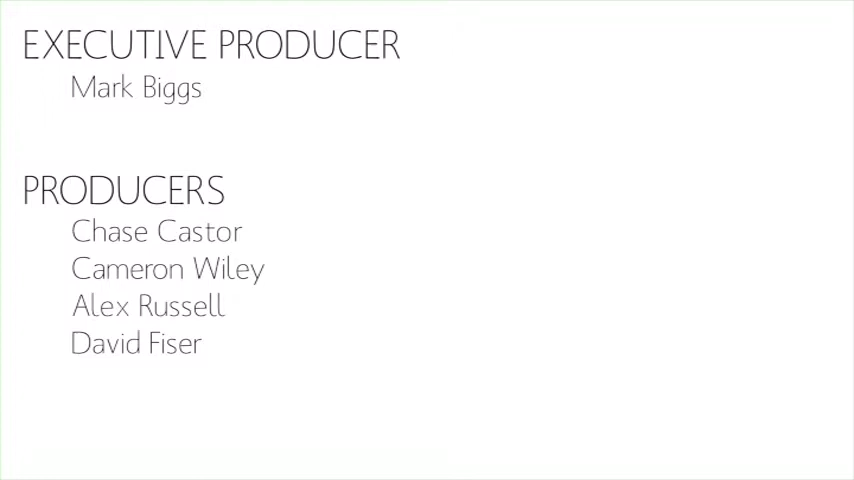 EXECUTIVE PRODUCER
Mark Biggs
PRODUCERS
Chase Castor
Cameron Wiley
Alex Russell
David Fiser